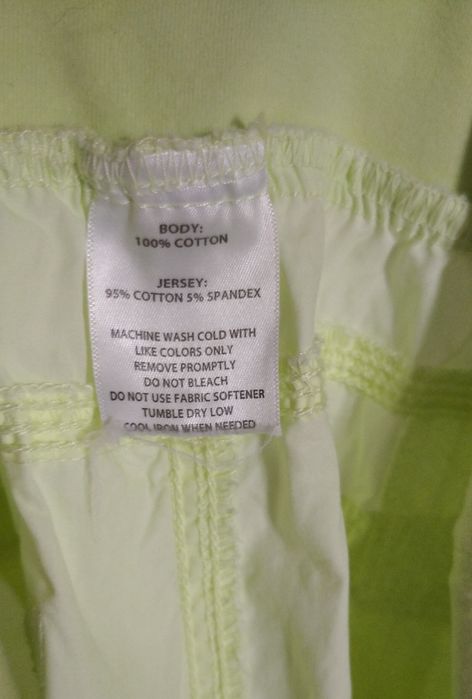 BODY:
100% COTTON
JERSEY:
95% COTTON 5% SPANDEX
MACHINE WASH COLD WITH
LIKE COLORS ONLY
REMOVE PROMPTLY
DO NOT BLEACH
DO NOT USE FABRIC SOFTENER
TUMBLE DRY LOW
COOL IRON WHEN NEEDED